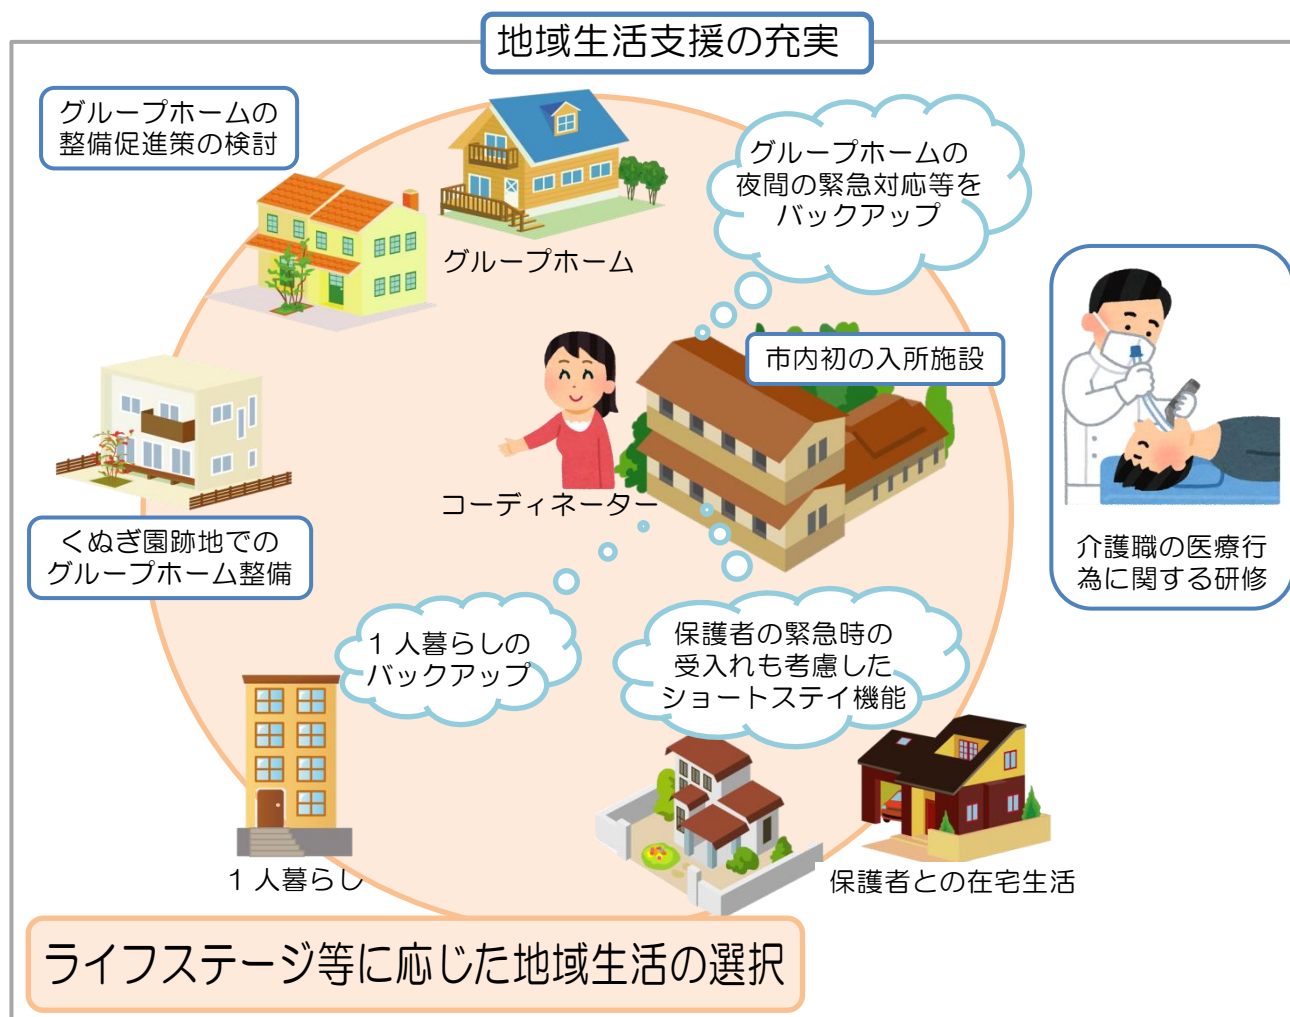 地域生活支援の充実
グループホームの
整備促進策の検討
グループホーム
グループホームの
夜間の緊急対応等を
バックアップ
市内初の入所施設
コーディネーター
くぬぎ園跡地での
グループホーム整備
介護職の医療行
為に関する研修
1人暮らしの
バックアップ
保護者の緊急時の
受入れも考慮した
ショートステイ機能
1人暮らし
保護者との在宅生活
ライフステージ等に応じた地域生活の選択